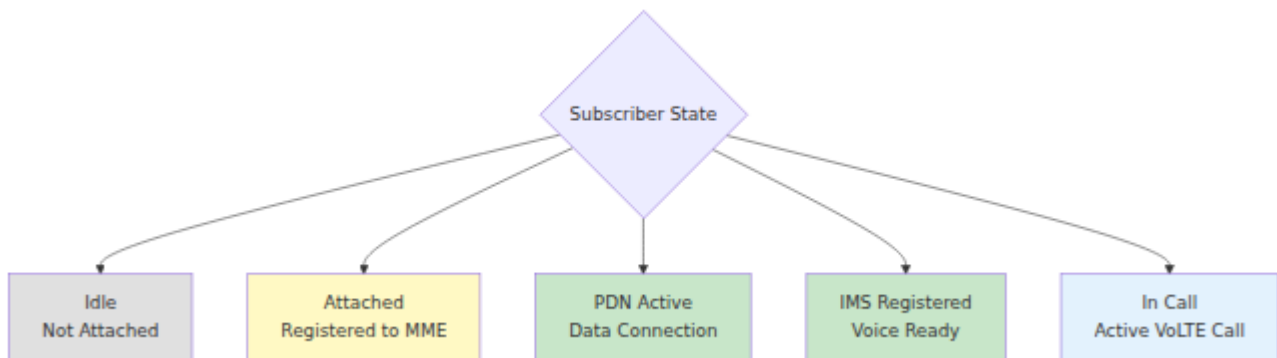 Subscriber State
Idle
Not Attached
Attached
Registered to MME
PDN Active
Data Connection
IMS Registered
Voice Ready
In Call
Active VoLTE Call